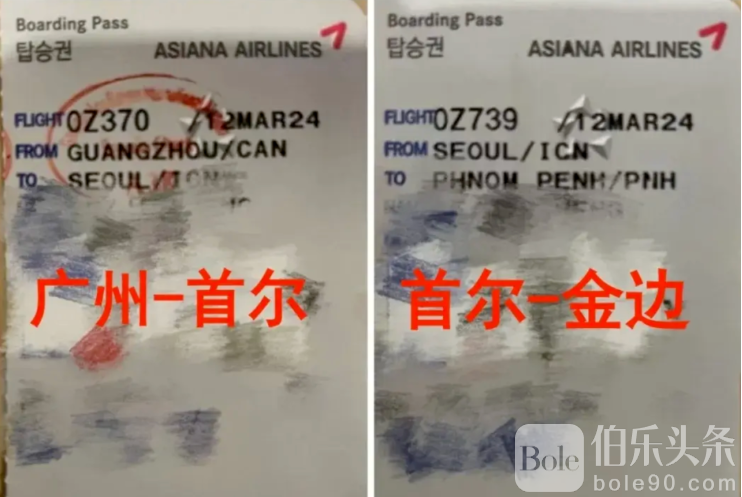 Boarding Pass
탑승권
ASIANA AIRLINES
FLIGHT OZ370 /12MAR24
FROM GUANGZHOU/CAN
TO SEOUL/ICN
广州-首尔
Boarding Pass
탑승권
ASIANA AIRLINES
FLIGHT OZ739 /12MAR24
FROM SEOUL/ICN
TO PHNOM PENH/PNH
首尔-金边
Bole 伯乐头条
bole90.com